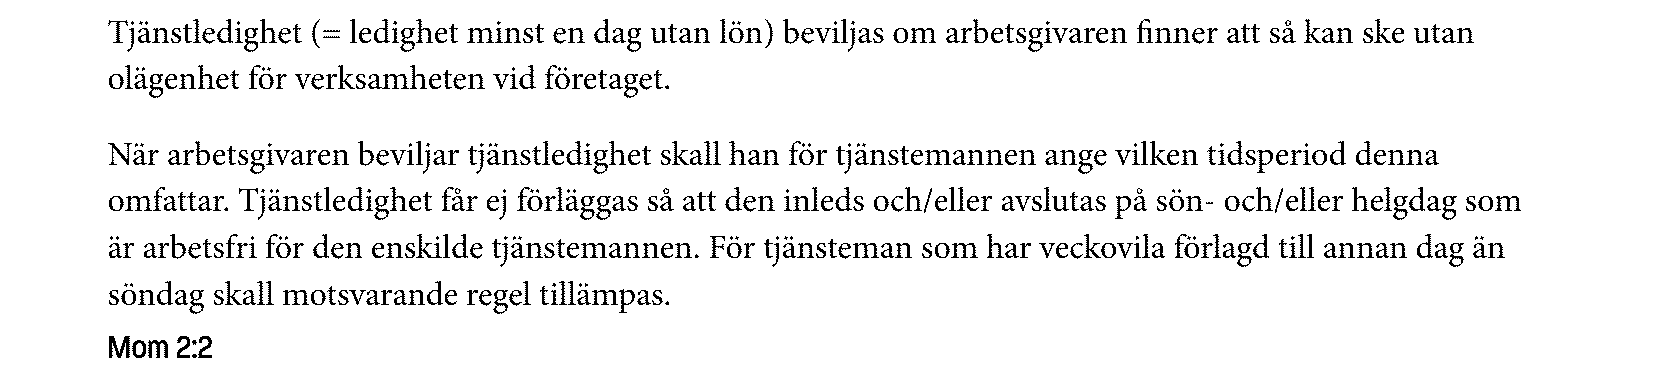 Tjänstledighet (= ledighet minst en dag utan lön) beviljas om arbetsgivaren finner att så kan ske utan
olägenhet för verksamheten vid företaget.
När arbetsgivaren beviljar tjänstledighet skall han för tjänstemannen ange vilken tidsperiod denna
omfattar. Tjänstledighet får ej förläggas så att den inleds och/eller avslutas på sön- och/eller helgdag som
är arbetsfri för den enskilde tjänstemannen. För tjänsteman som har veckovila förlagd till annan dag än
söndag skall motsvarande regel tillämpas.
Mom 2:2